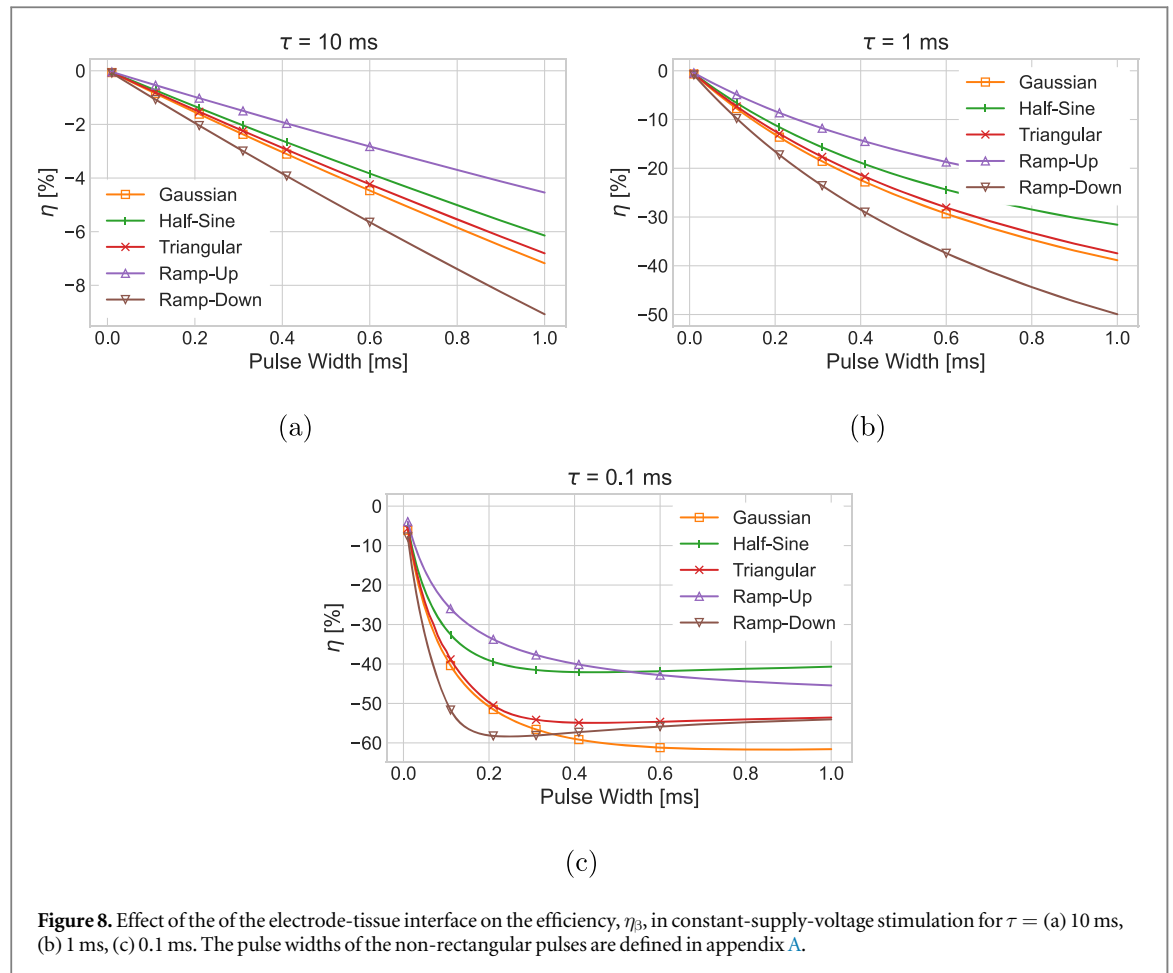 τ = 10 ms
0
−2
−4
−6
−8
η [%]
Gaussian
Half-Sine
Triangular
Ramp-Up
Ramp-Down
0.0 0.2 0.4 0.6 0.8 1.0
Pulse Width [ms]
(a)
τ = 1 ms
0
−10
−20
−30
−40
−50
η [%]
Gaussian
Half-Sine
Triangular
Ramp-Up
Ramp-Down
0.0 0.2 0.4 0.6 0.8 1.0
Pulse Width [ms]
(b)
τ = 0.1 ms
0
−10
−20
−30
−40
−50
−60
η [%]
Gaussian
Half-Sine
Triangular
Ramp-Up
Ramp-Down
0.0 0.2 0.4 0.6 0.8 1.0
Pulse Width [ms]
(c)
Figure 8. Effect of the of the electrode-tissue interface on the efficiency, ηβ, in constant-supply-voltage stimulation for τ = (a) 10 ms,
(b) 1 ms, (c) 0.1 ms. The pulse widths of the non-rectangular pulses are defined in appendix A.